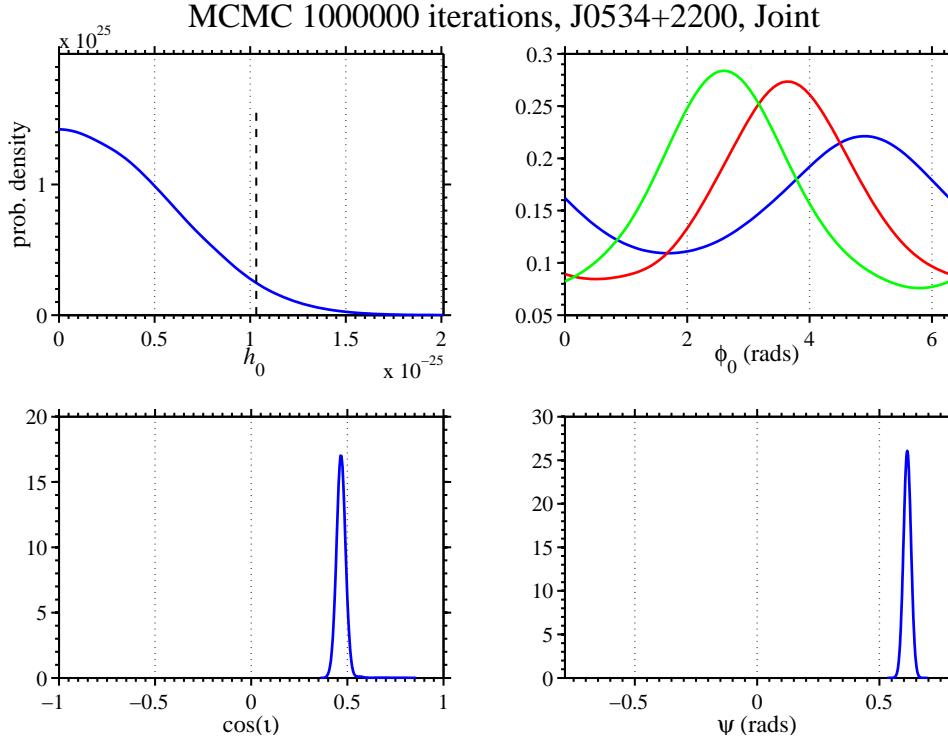 MCMC 1000000 iterations, J0534+2200, Joint
x 10^25
prob. density
1
0
0 0.5 1 1.5 2
h_0
x 10^-25
0.3
0.25
0.2
0.15
0.1
0.05
0 2 4 6
ϕ_0 (rads)
20
15
10
5
0
−1 −0.5 0 0.5 1
cos(ι)
30
25
20
15
10
5
0
−0.5 0 0.5
ψ (rads)